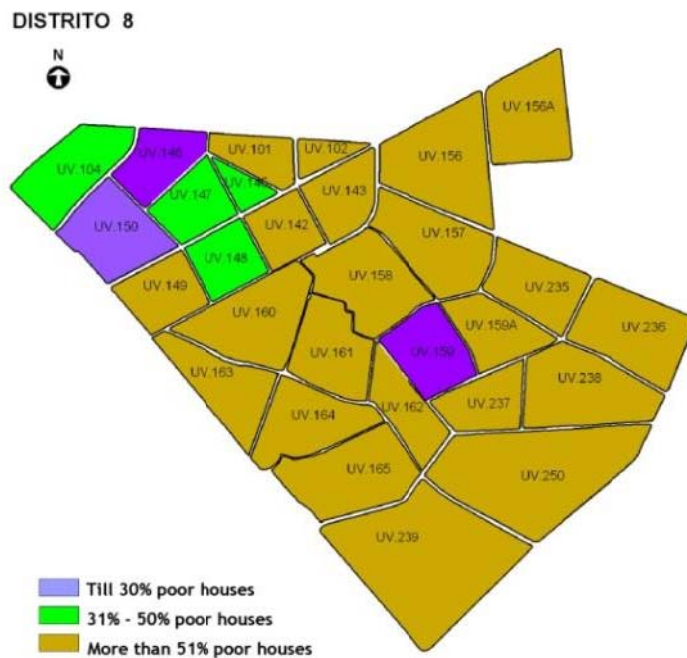 DISTRITO 8
N
UV.156A
UV.101
UV.102
UV.146
UV.156
UV.104
UV.147
UV.143
UV.150
UV.142
UV.157
UV.148
UV.158
UV.235
UV.149
UV.160
UV.159A
UV.236
UV.161
UV.159
UV.163
UV.238
UV.164
UV.162
UV.237
UV.165
UV.250
UV.239
Till 30% poor houses
31% - 50% poor houses
More than 51% poor houses